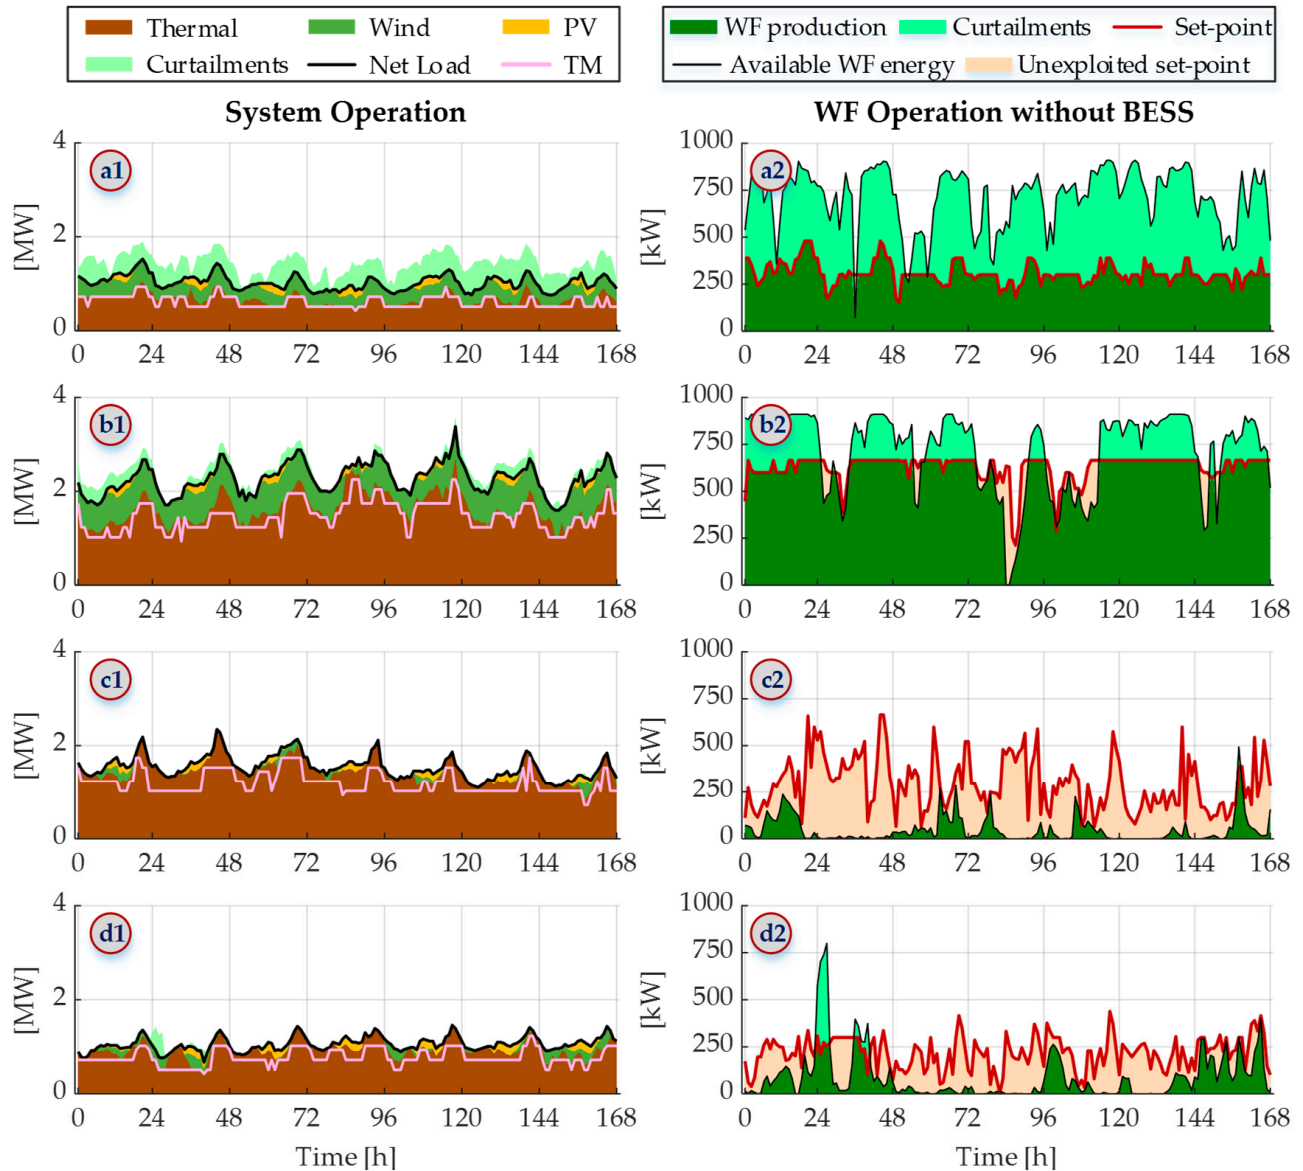 Thermal Wind PV
Curtailments Net Load TM
WF production Curtailments Set-point
Available WF energy Unexploited set-point
System Operation
WF Operation without BESS
4
2
0
[MW]
a1
0 24 48 72 96 120 144 168
1000
750
500
250
0
[kW]
a2
0 24 48 72 96 120 144 168
4
2
0
[MW]
b1
0 24 48 72 96 120 144 168
1000
750
500
250
0
[kW]
b2
0 24 48 72 96 120 144 168
4
2
0
[MW]
c1
0 24 48 72 96 120 144 168
1000
750
500
250
0
[kW]
c2
0 24 48 72 96 120 144 168
4
2
0
[MW]
d1
0 24 48 72 96 120 144 168
Time [h]
1000
750
500
250
0
[kW]
d2
0 24 48 72 96 120 144 168
Time [h]